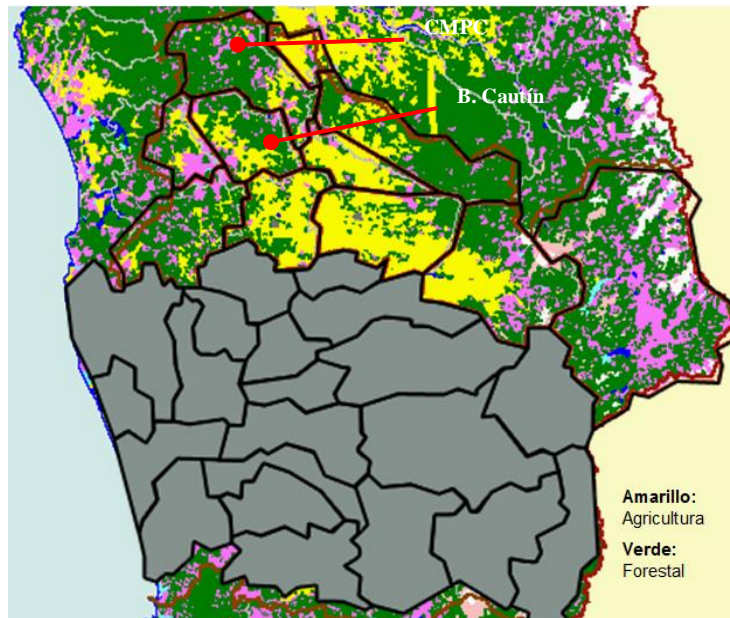 CMPC
B. Cautín
Amarillo:
Agricultura
Verde:
Forestal